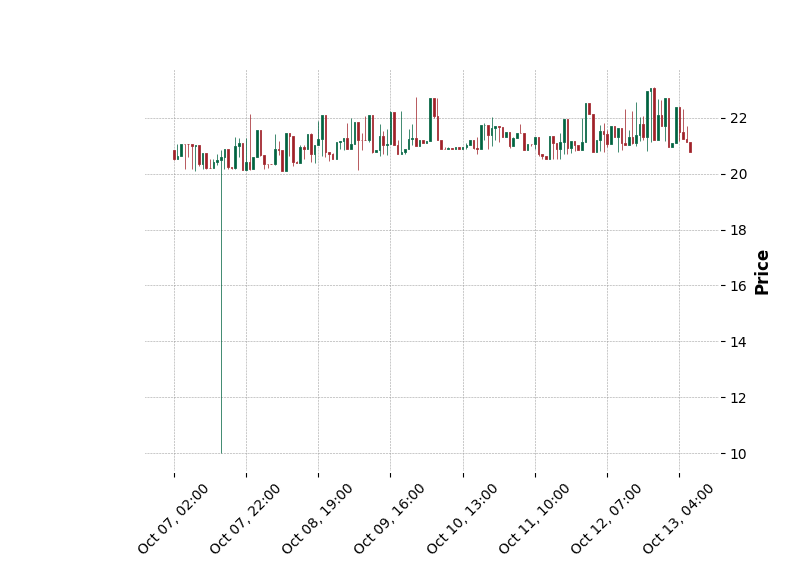 22
20
18
16
14
12
10
Price
Oct 07, 02:00
Oct 07, 22:00
Oct 08, 19:00
Oct 09, 16:00
Oct 10, 13:00
Oct 11, 10:00
Oct 12, 07:00
Oct 13, 04:00